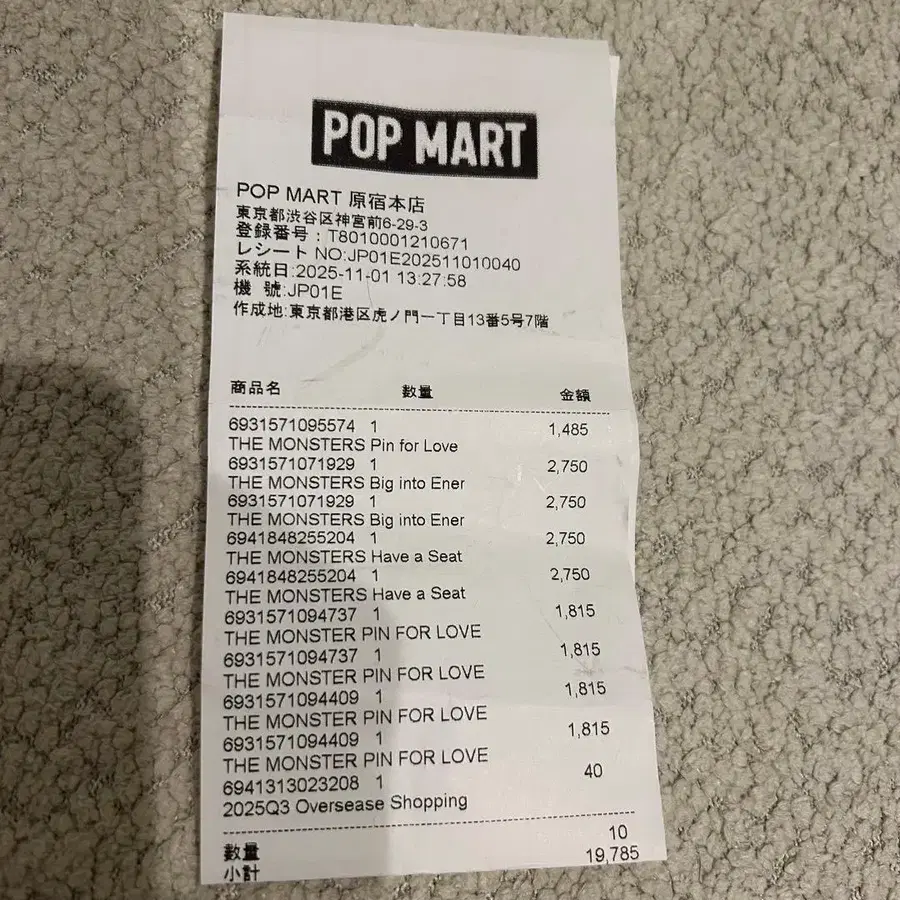 POP MART
POP MART 原宿本店
東京都渋谷区神宮前6-29-3
登録番号：T8010001210671
レシート NO:JP01E202511010040
系統日:2025-11-01 13:27:58
機 號:JP01E
作成地:東京都港区虎ノ門一丁目13番5号7階
商品名 數量 金額
6931571095574 1 1,485
THE MONSTERS Pin for Love
6931571071929 1 2,750
THE MONSTERS Big into Ener
6931571071929 1 2,750
THE MONSTERS Big into Ener
6941848255204 1 2,750
THE MONSTERS Have a Seat
6941848255204 1 2,750
THE MONSTERS Have a Seat
6931571094737 1 1,815
THE MONSTER PIN FOR LOVE
6931571094737 1 1,815
THE MONSTER PIN FOR LOVE
6931571094409 1 1,815
THE MONSTER PIN FOR LOVE
6931571094409 1 1,815
THE MONSTER PIN FOR LOVE
6941313023208 1 40
2025Q3 Oversease Shopping
數量 10
小計 19,785